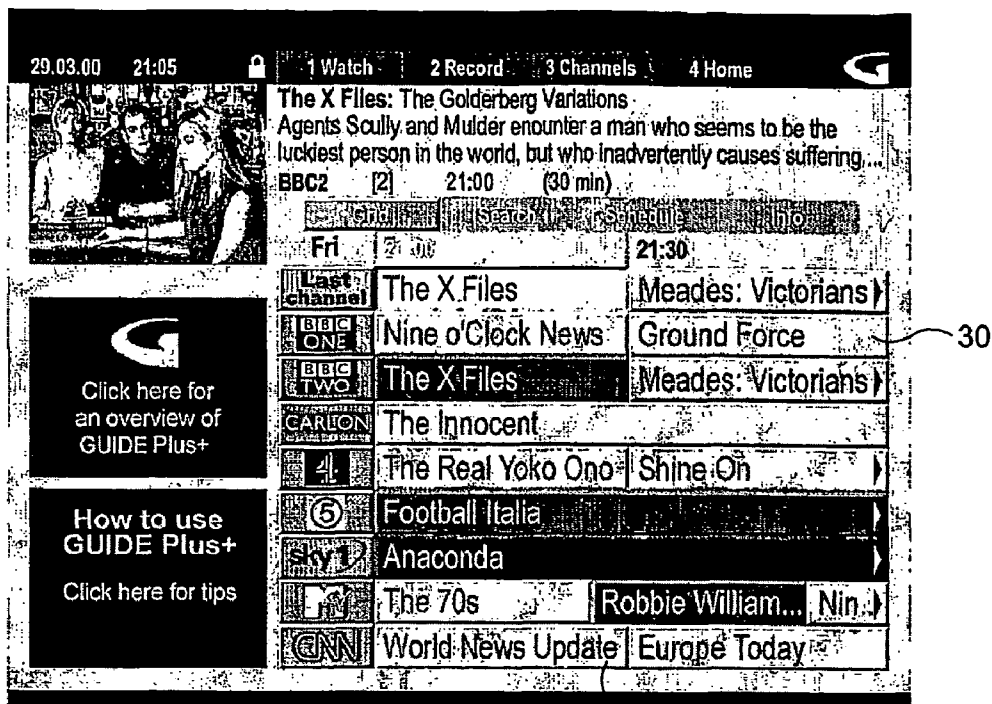 29.03.00 21:05 1 Watch 2 Record 3 Channels 4 Home
The X Files: The Golderberg Variations
Agents Scully and Mulder enounter a man who seems to be the
luckiest person in the world, but who inadvertently causes suffering...
BBC2 [2] 21:00 (30 min)
Grid Search Schedule Info
Fri 21:00 21:30
Last channel The X Files Meades: Victorians
BBC ONE Nine o'Clock News Ground Force
30
BBC TWO The X Files Meades: Victorians
CARLTON The Innocent
4 The Real Yoko Ono Shine On
5 Football Italia
sky 1 Anaconda
The 70s Robbie William... Nin
CNN World News Update Europe Today
Click here for
an overview of
GUIDE Plus+
How to use
GUIDE Plus+
Click here for tips